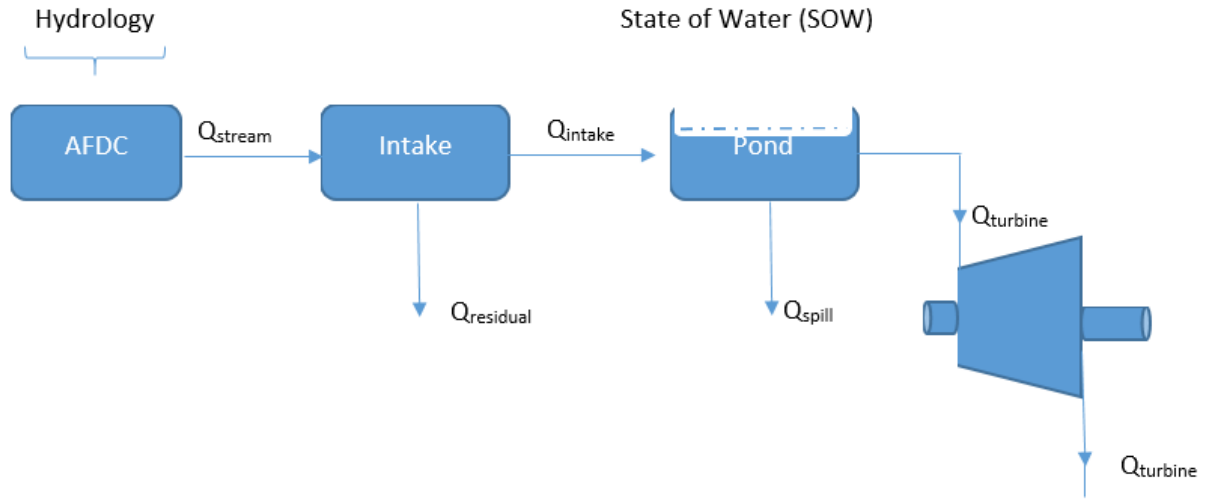 Hydrology
State of Water (SOW)
AFDC
Qstream
Intake
Qintake
Pond
Qturbine
Qresidual
Qspill
Qturbine